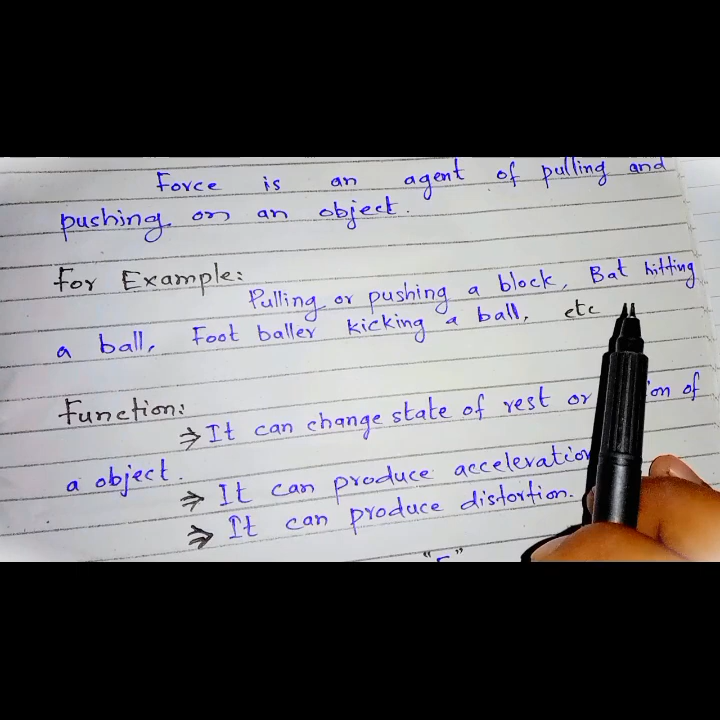 Force is an agent of pulling and
pushing on an object.
For Example:
Pulling or pushing a block, Bat hitting
a ball, Foot baller kicking a ball, etc
Function:
⇒ It can change state of rest or ion of
a object.
⇒ It can produce acceleration
⇒ It can produce distortion.